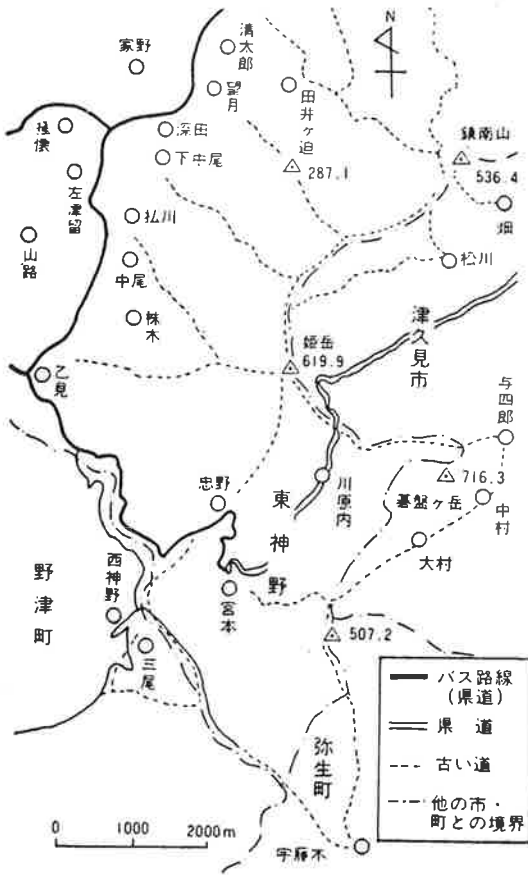 N
家野
清太郎
望月
田井ヶ迫
鎮南山
536.4
深田
下中尾
287.1
畑
左津留
払川
山路
松川
中尾
株木
姫岳
619.9
津久見市
乙見
与四郎
716.3
碁盤ヶ岳
中村
忠野
東神野
川原内
大村
西神野
宮本
野津町
507.2
三尾
弥生町
宇藤木
0 1000 2000m
バス路線
(県道)
県道
古い道
他の市・
町との境界